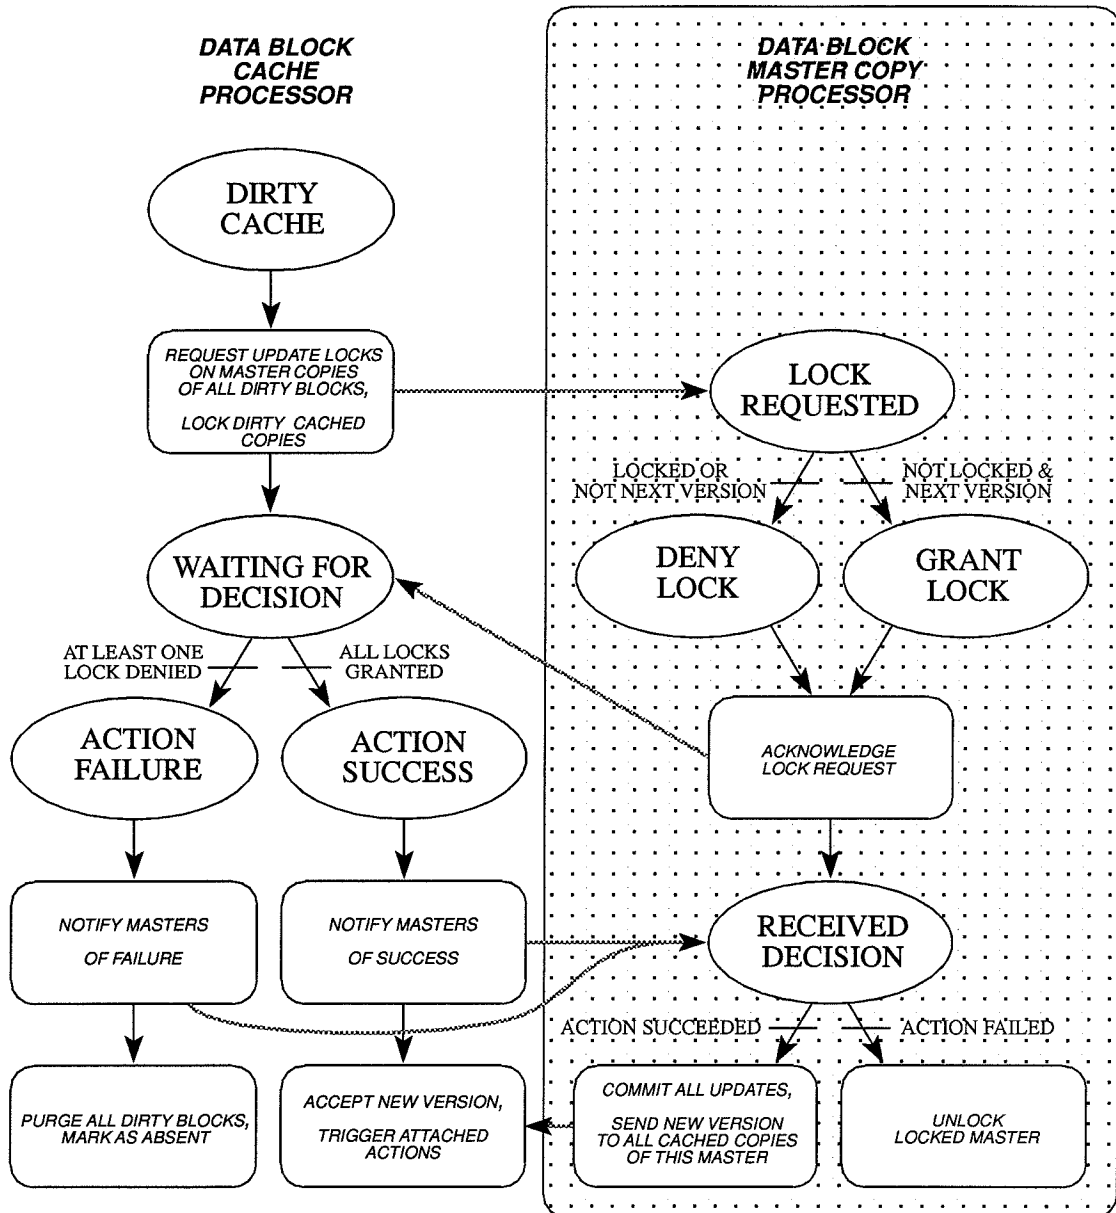 DATA BLOCK
CACHE
PROCESSOR
DATA BLOCK
MASTER COPY
PROCESSOR
DIRTY
CACHE
REQUEST UPDATE LOCKS
ON MASTER COPIES
OF ALL DIRTY BLOCKS,
LOCK DIRTY CACHED
COPIES
LOCK
REQUESTED
LOCKED OR
NOT NEXT VERSION
NOT LOCKED &
NEXT VERSION
WAITING FOR
DECISION
DENY
LOCK
GRANT
LOCK
AT LEAST ONE
LOCK DENIED
ALL LOCKS
GRANTED
ACTION
FAILURE
ACTION
SUCCESS
ACKNOWLEDGE
LOCK REQUEST
NOTIFY MASTERS
OF FAILURE
NOTIFY MASTERS
OF SUCCESS
RECEIVED
DECISION
ACTION SUCCEEDED
ACTION FAILED
PURGE ALL DIRTY BLOCKS,
MARK AS ABSENT
ACCEPT NEW VERSION,
TRIGGER ATTACHED
ACTIONS
COMMIT ALL UPDATES,
SEND NEW VERSION
TO ALL CACHED COPIES
OF THIS MASTER
UNLOCK
LOCKED MASTER